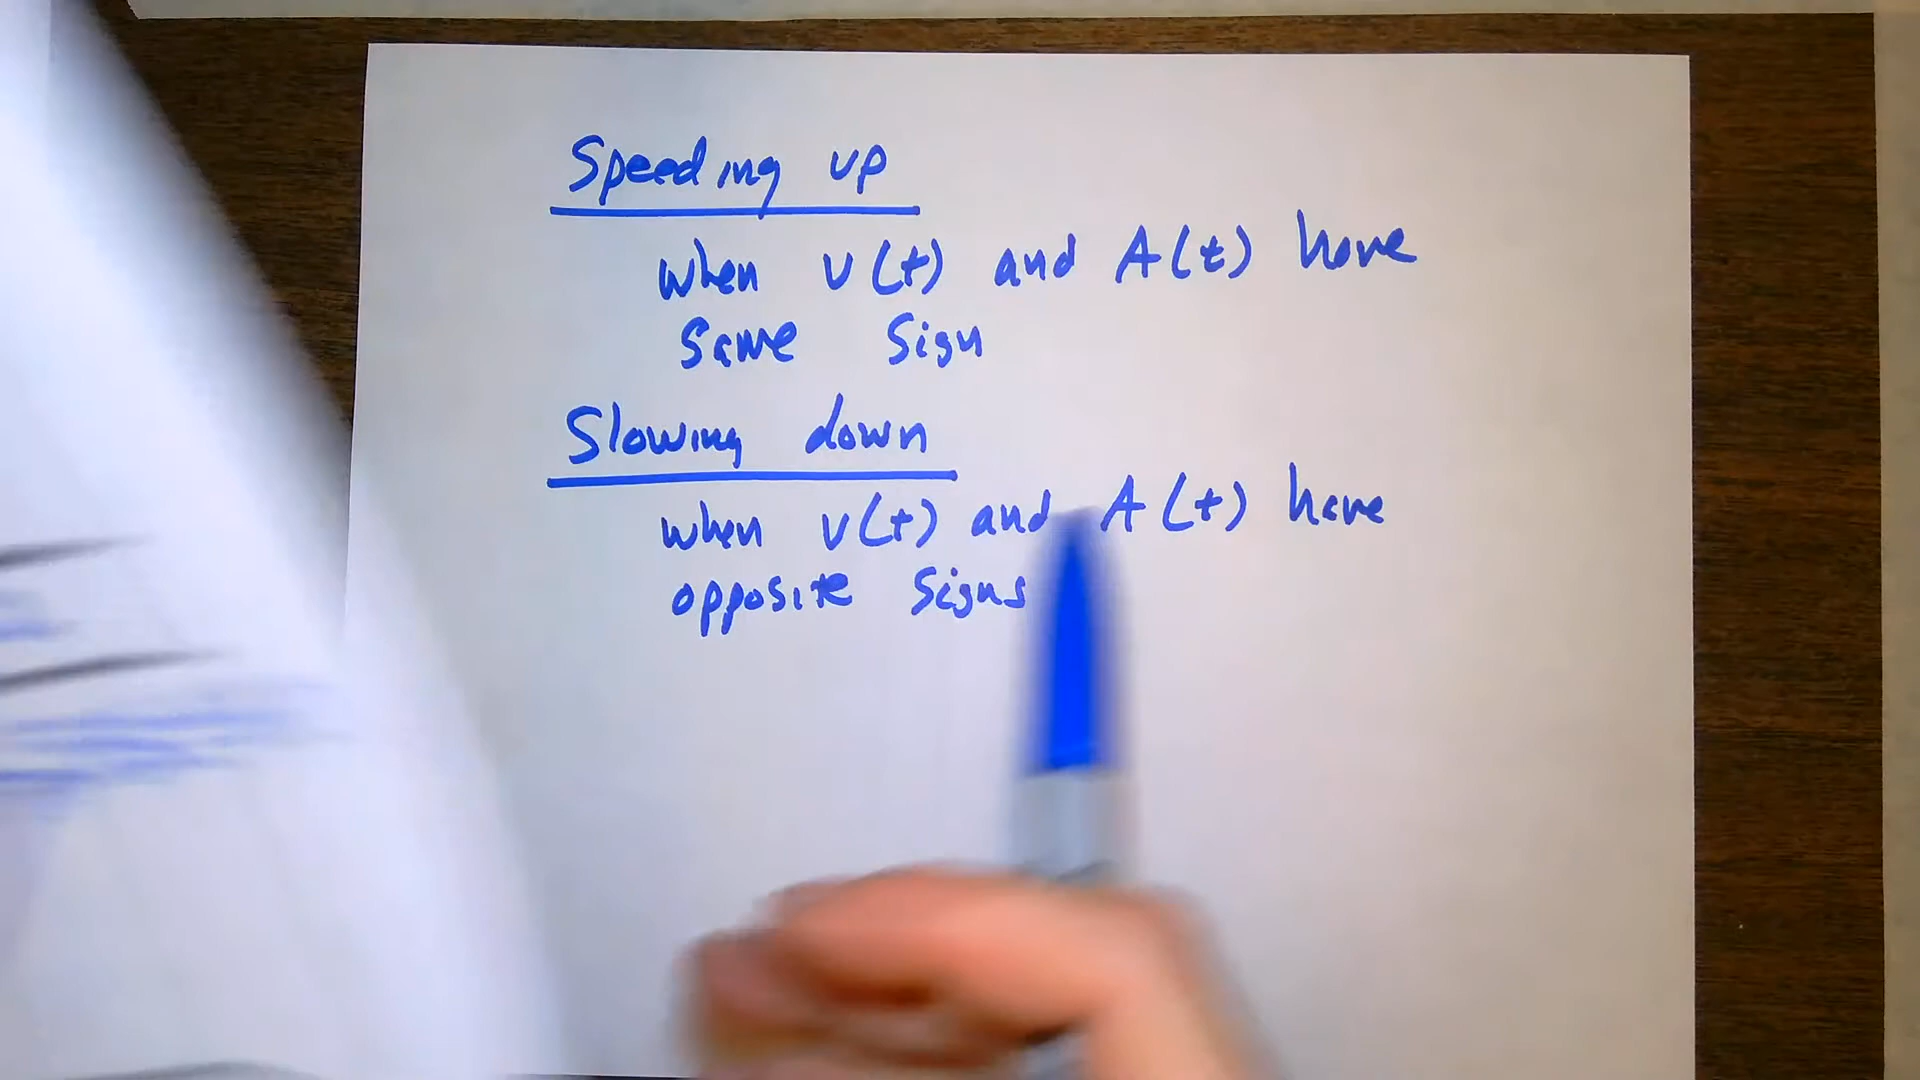 Speeding up
when v(t) and A(t) have
same sign
Slowing down
when v(t) and A(t) have
opposite signs